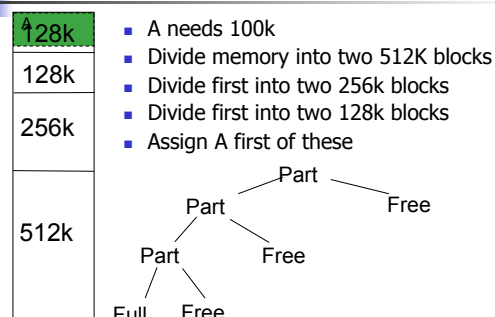 A
128k
128k
256k
512k
A needs 100k
Divide memory into two 512K blocks
Divide first into two 256k blocks
Divide first into two 128k blocks
Assign A first of these
Part
Part Free
Part Free
Full Free